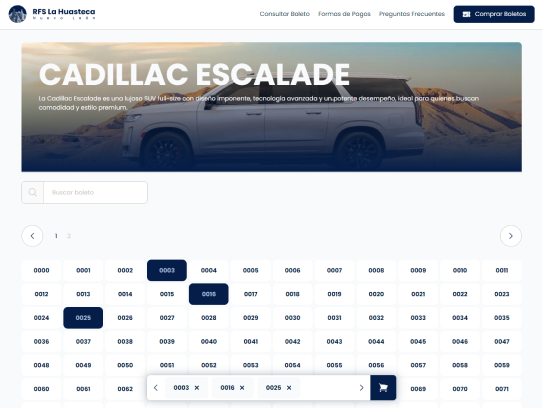 RFS La Huasteca
Nuevo León
Consultar Boleto Formas de Pagos Preguntas Frecuentes Comprar Boletos
CADILLAC ESCALADE
La Cadillac Escalade es una lujosa SUV full-size con diseño imponente, tecnología avanzada y un potente desempeño, ideal para quienes buscan
comodidad y estilo premium.
Buscar boleto
1 2
0000 0001 0002 0003 0004 0005 0006 0007 0008 0009 0010 0011
0012 0013 0014 0015 0016 0017 0018 0019 0020 0021 0022 0023
0024 0025 0026 0027 0028 0029 0030 0031 0032 0033 0034 0035
0036 0037 0038 0039 0040 0041 0042 0043 0044 0045 0046 0047
0048 0049 0050 0051 0052 0053 0054 0055 0056 0057 0058 0059
0060 0061 0062 0069 0070 0071
0003 × 0016 × 0025 ×